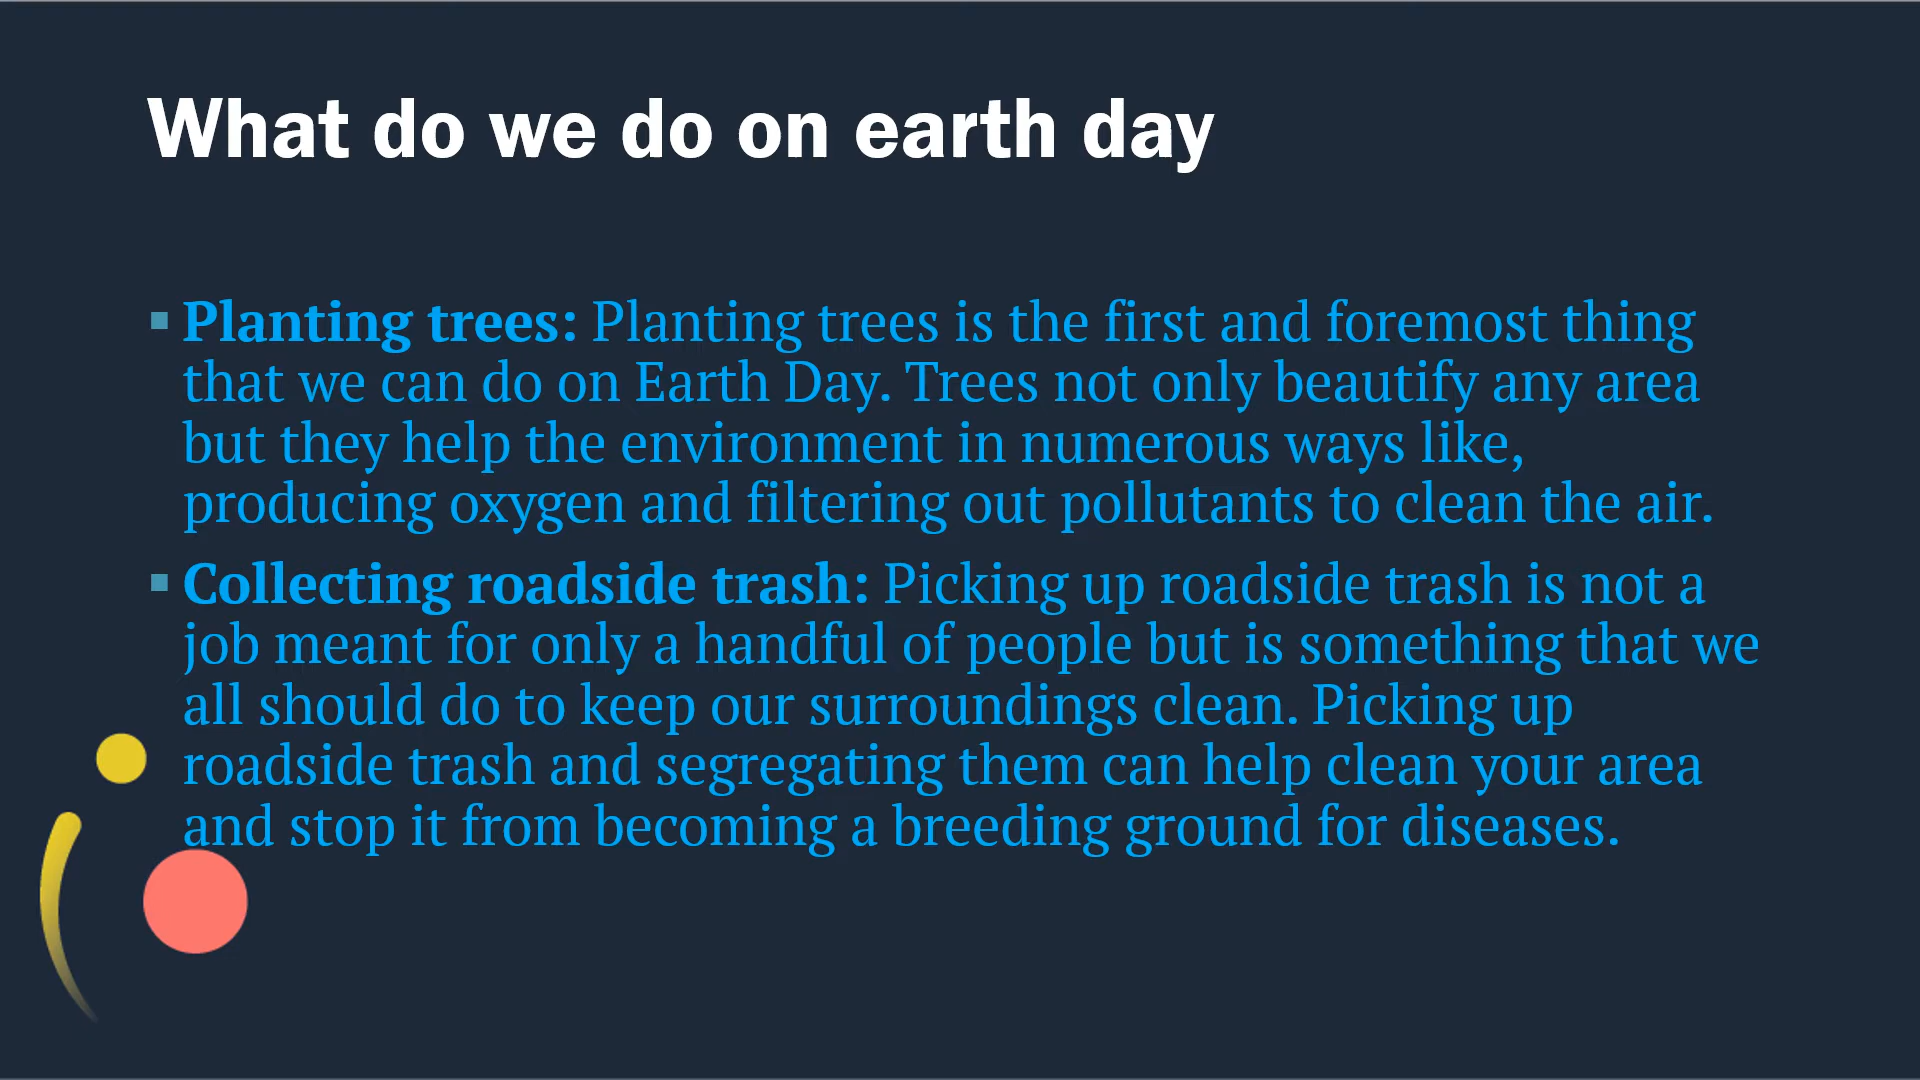 What do we do on earth day
▪ Planting trees: Planting trees is the first and foremost thing
that we can do on Earth Day. Trees not only beautify any area
but they help the environment in numerous ways like,
producing oxygen and filtering out pollutants to clean the air.
▪ Collecting roadside trash: Picking up roadside trash is not a
job meant for only a handful of people but is something that we
all should do to keep our surroundings clean. Picking up
roadside trash and segregating them can help clean your area
and stop it from becoming a breeding ground for diseases.